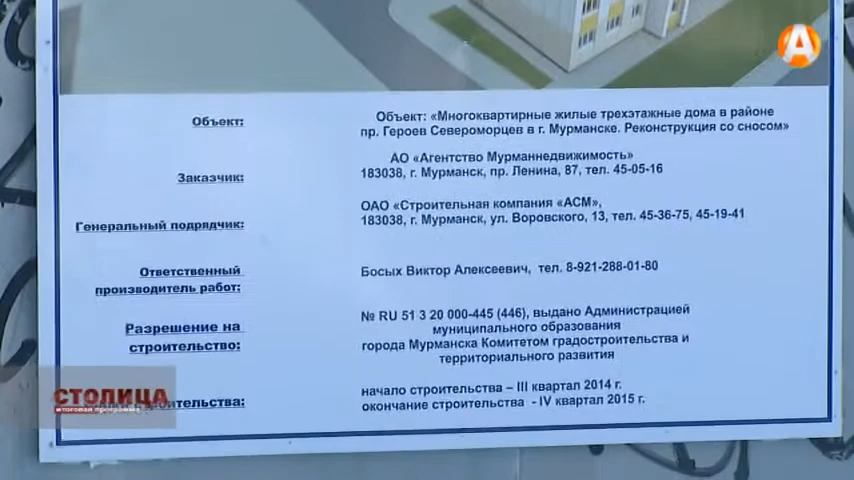 А
Объект:
Объект: «Многоквартирные жилые трехэтажные дома в районе
пр. Героев Североморцев в г. Мурманске. Реконструкция со сносом»
Заказчик:
АО «Агентство Мурманнедвижимость»
183038, г. Мурманск, пр. Ленина, 87, тел. 45-05-16
Генеральный подрядчик:
ОАО «Строительная компания «АСМ»,
183038, г. Мурманск, ул. Воровского, 13, тел. 45-36-75, 45-19-41
Ответственный
производитель работ:
Босых Виктор Алексеевич, тел. 8-921-288-01-80
Разрешение на
строительство:
№ RU 51 3 20 000-445 (446), выдано Администрацией
муниципального образования
города Мурманска Комитетом градостроительства и
территориального развития
строительства:
начало строительства – III квартал 2014 г.
окончание строительства - IV квартал 2015 г.
СТОЛИЦА
итоговая программа